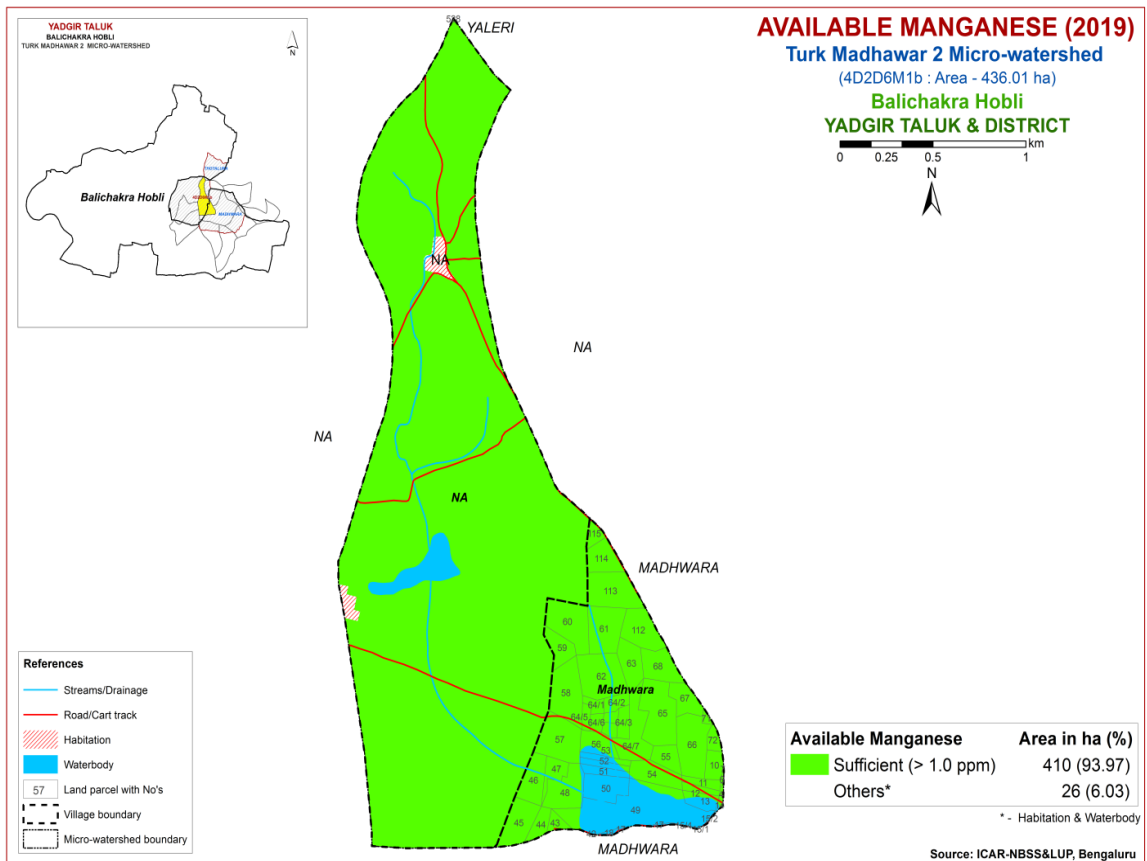 YADGIR TALUK
BALICHAKRA HOBLI
TURK MADHAWAR 2 MICRO-WATERSHED
N
Balichakra Hobli
MADHWARA
538
YALERI
AVAILABLE MANGANESE (2019)
Turk Madhawar 2 Micro-watershed
(4D2D6M1b : Area - 436.01 ha)
Balichakra Hobli
YADGIR TALUK & DISTRICT
km
0 0.25 0.5 1
N
NA
NA
NA
NA
MADHWARA
115
114
113
60
61
112
59
63
68
62
58
Madhwara
67
64/1
64/2
65
64/5
64/6
64/3
57
56
64/7
72
66
53
52
55
51
54
10
47
46
48
50
11
12
13
49
45
44
43
MADHWARA
References
Streams/Drainage
Road/Cart track
Habitation
Waterbody
57 Land parcel with No's
Village boundary
Micro-watershed boundary
Available Manganese Area in ha (%)
Sufficient (> 1.0 ppm) 410 (93.97)
Others* 26 (6.03)
* - Habitation & Waterbody
Source: ICAR-NBSS&LUP, Bengaluru